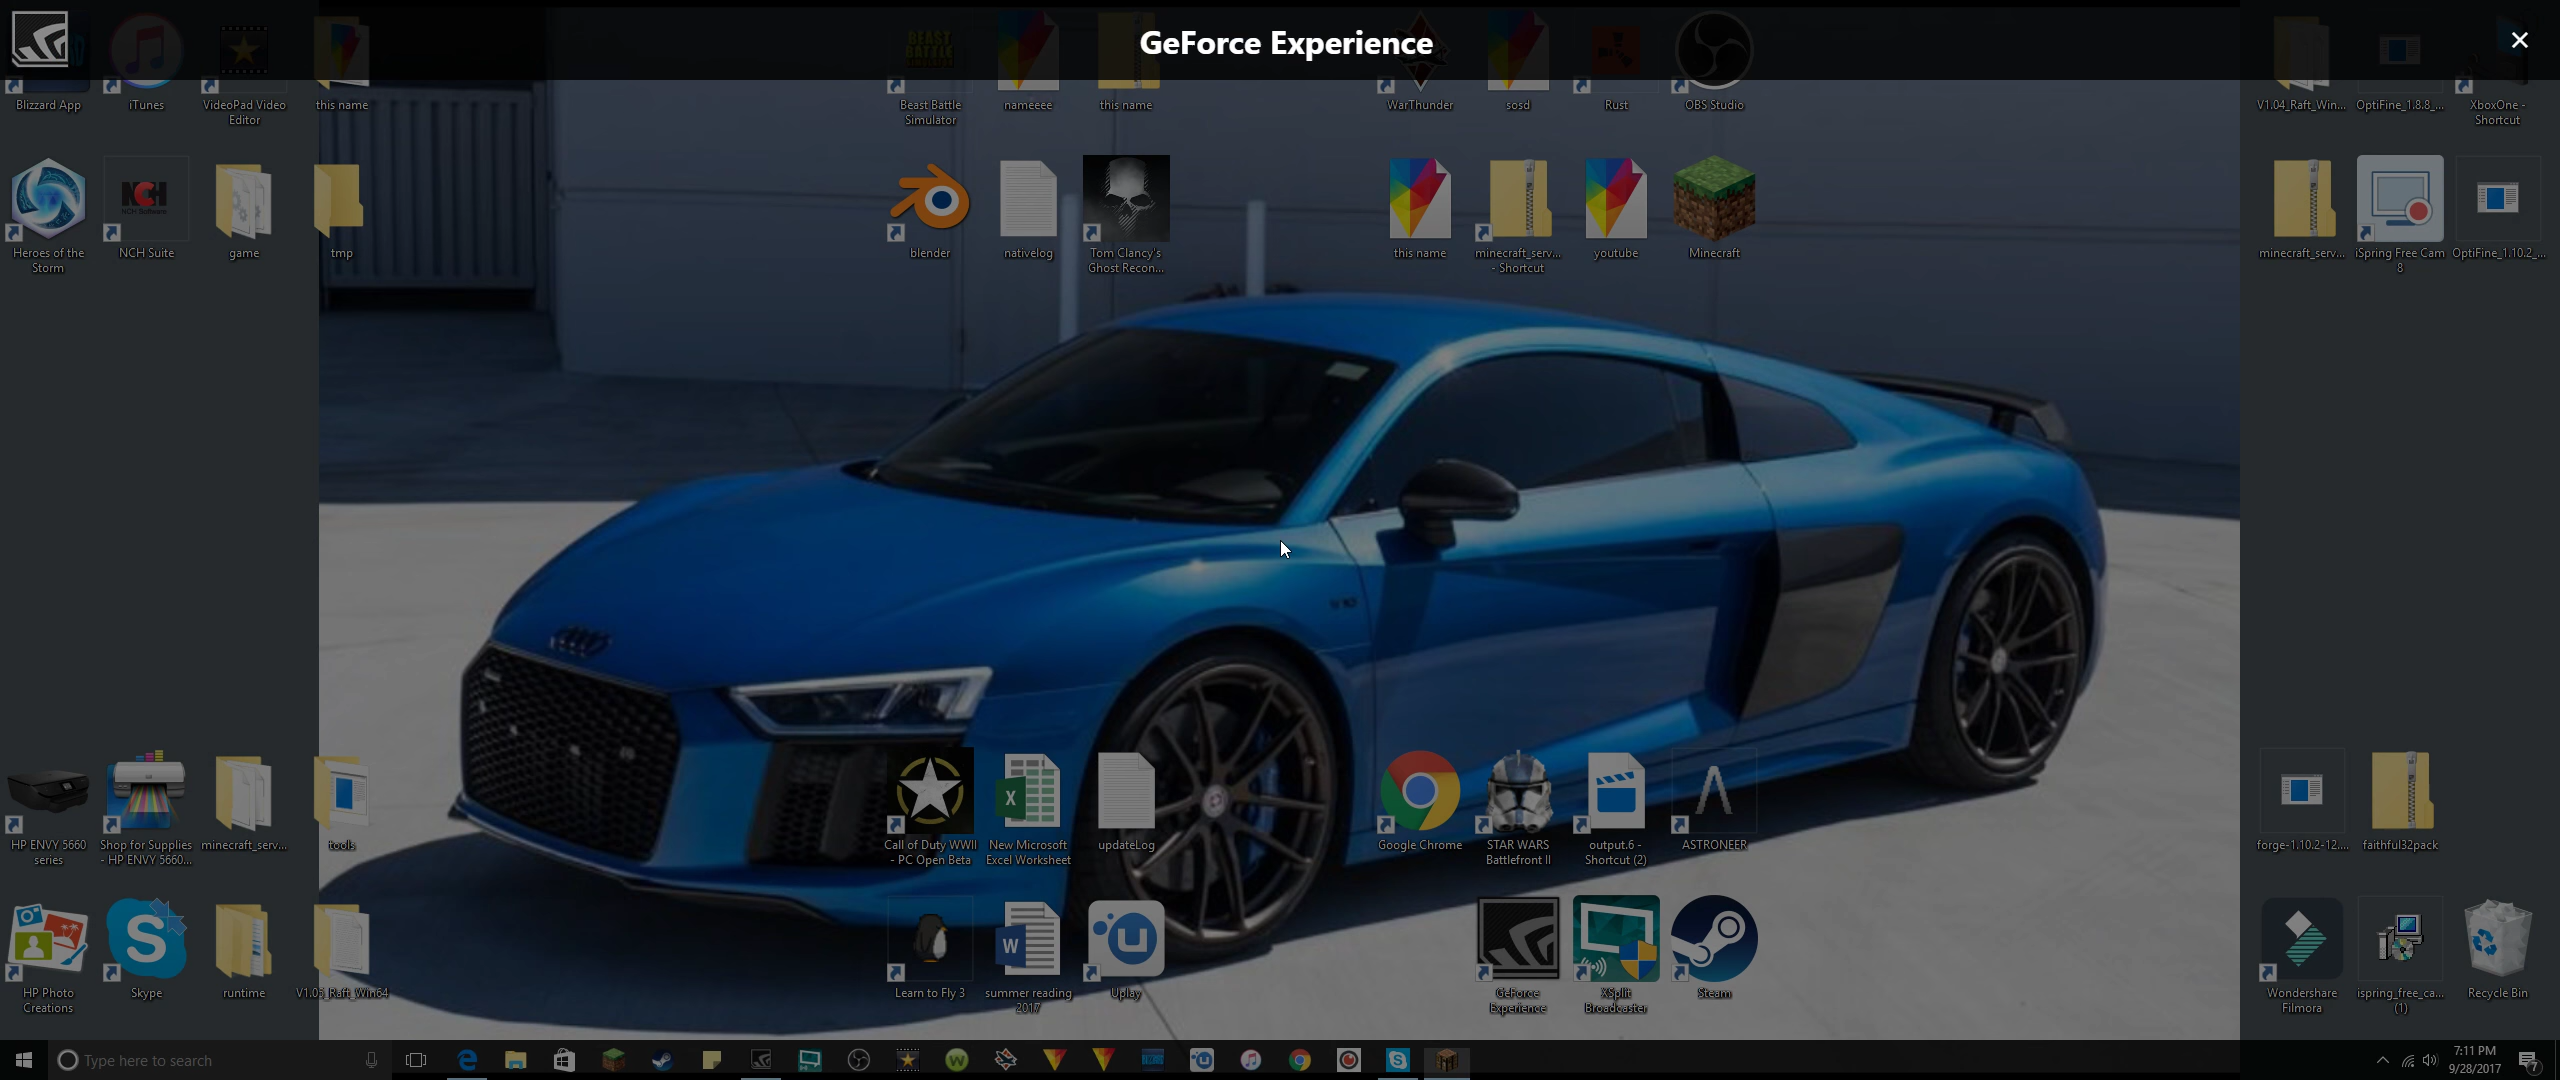 GeForce Experience
Blizzard App
iTunes
VideoPad Video
Editor
this name
BEAST
BATTLE
Beast Battle
Simulator
nameeee
this name
WarThunder
sosd
Rust
OBS Studio
V1.04_Raft_Win...
OptiFine_1.8.8_...
XboxOne -
Shortcut
Heroes of the
Storm
NCH
NCH Software
NCH Suite
game
tmp
blender
nativelog
Tom Clancy's
Ghost Recon...
this name
minecraft_serv...
- Shortcut
youtube
Minecraft
minecraft_serv...
iSpring Free Cam
8
OptiFine_1.10.2_...
HP ENVY 5660
series
Shop for Supplies
- HP ENVY 5660...
minecraft_serv...
tools
Call of Duty WWII
- PC Open Beta
New Microsoft
Excel Worksheet
updateLog
Google Chrome
STAR WARS
Battlefront II
output.6 -
Shortcut (2)
ASTRONEER
forge-1.10.2-12....
faithful32pack
HP Photo
Creations
Skype
runtime
V1.05_Raft_Win64
Learn to Fly 3
summer reading
2017
Uplay
GeForce
Experience
XSplit
Broadcaster
Steam
Wondershare
Filmora
ispring_free_ca...
(1)
Recycle Bin
Type here to search
7:11 PM
9/28/2017
7